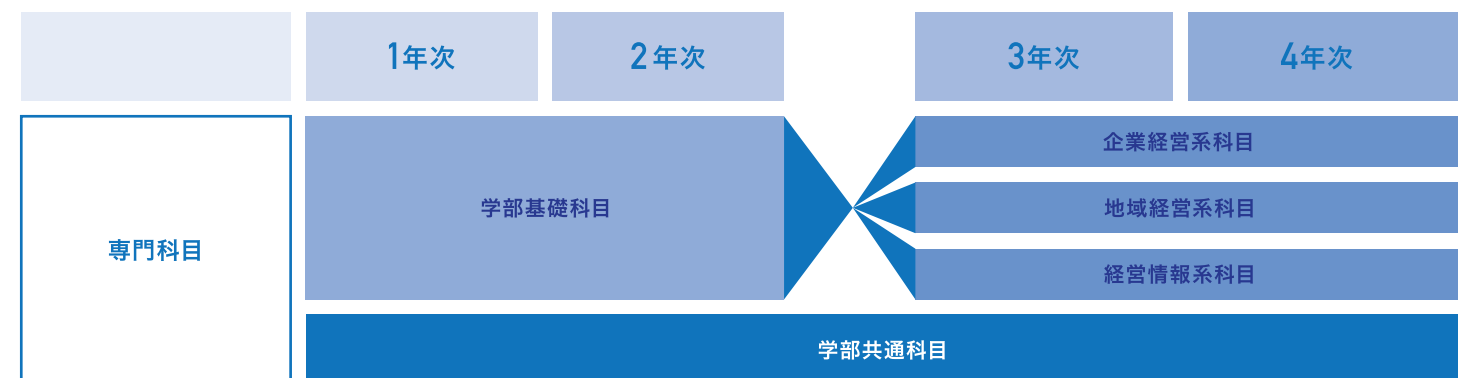 1年次
2年次
3年次
4年次
専門科目
学部基礎科目
企業経営系科目
地域経営系科目
経営情報系科目
学部共通科目